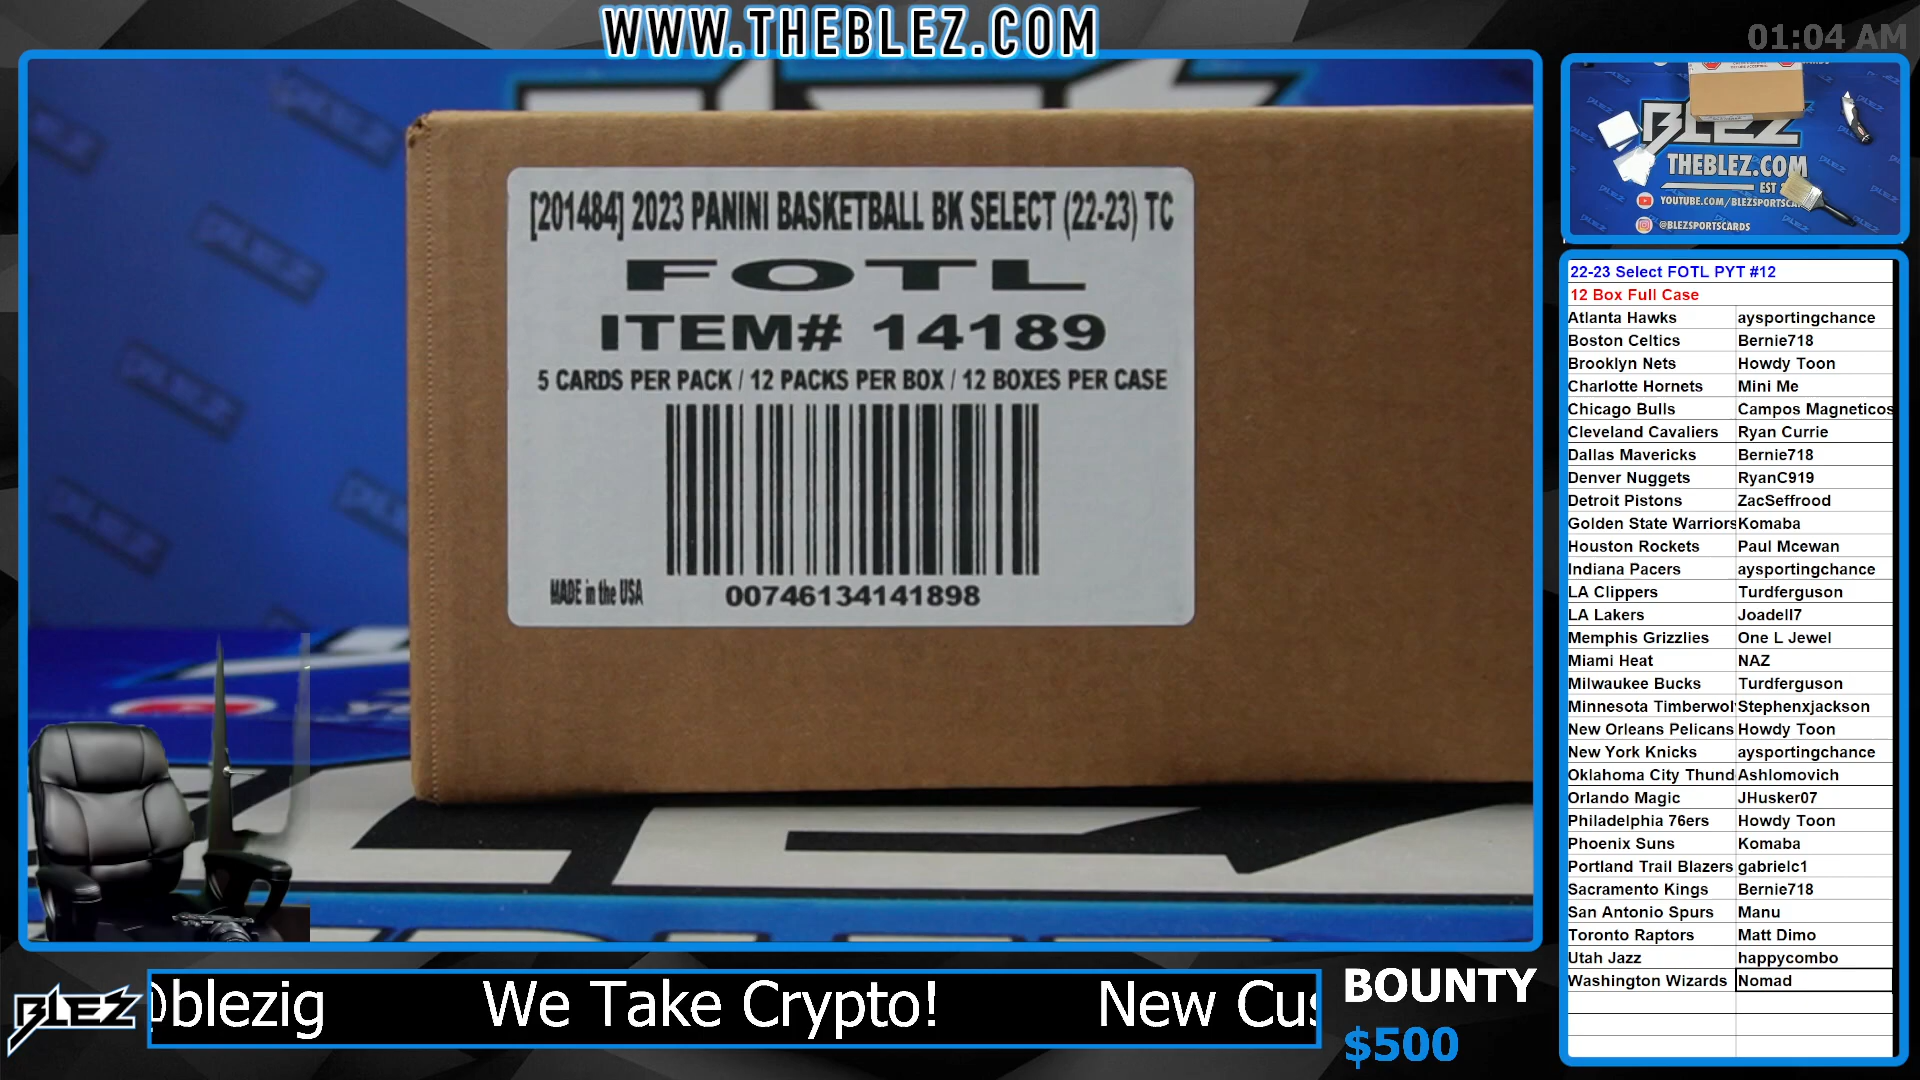 WWW.THEBLEZ.COM
01:04 AM
[201484] 2023 PANINI BASKETBALL BK SELECT (22-23) TC
FOTL
ITEM# 14189
5 CARDS PER PACK / 12 PACKS PER BOX / 12 BOXES PER CASE
MADE in the USA
00746134141898
BLEZ
THEBLEZ.COM
EST
YOUTUBE.COM/BLEZSPORTSCA
@BLEZSPORTSCARDS
22-23 Select FOTL PYT #12
12 Box Full Case
Atlanta Hawks aysportingchance
Boston Celtics Bernie718
Brooklyn Nets Howdy Toon
Charlotte Hornets Mini Me
Chicago Bulls Campos Magneticos
Cleveland Cavaliers Ryan Currie
Dallas Mavericks Bernie718
Denver Nuggets RyanC919
Detroit Pistons ZacSeffrood
Golden State Warriors Komaba
Houston Rockets Paul Mcewan
Indiana Pacers aysportingchance
LA Clippers Turdferguson
LA Lakers Joadell7
Memphis Grizzlies One L Jewel
Miami Heat NAZ
Milwaukee Bucks Turdferguson
Minnesota Timberwol Stephenxjackson
New Orleans Pelicans Howdy Toon
New York Knicks aysportingchance
Oklahoma City Thund Ashlomovich
Orlando Magic JHusker07
Philadelphia 76ers Howdy Toon
Phoenix Suns Komaba
Portland Trail Blazers gabrielc1
Sacramento Kings Bernie718
San Antonio Spurs Manu
Toronto Raptors Matt Dimo
Utah Jazz happycombo
Washington Wizards Nomad
BLEZ
@blezig We Take Crypto! New Cus
BOUNTY
$500